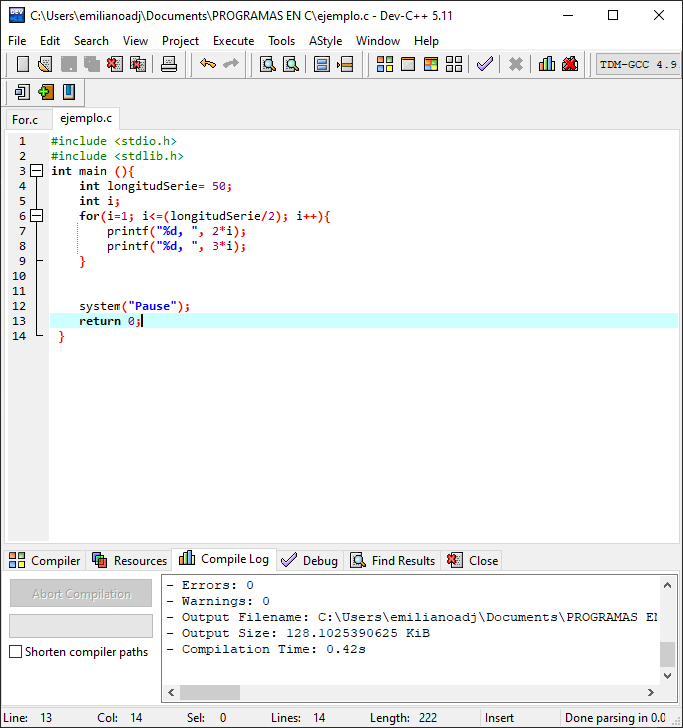 C:\Users\emilianoadj\Documents\PROGRAMAS EN C\ejemplo.c - Dev-C++ 5.11
File Edit Search View Project Execute Tools AStyle Window Help
TDM-GCC 4.9
For.c ejemplo.c
1 #include <stdio.h>
2 #include <stdlib.h>
3 int main (){
4 int longitudSerie= 50;
5 int i;
6 for(i=1; i<=(longitudSerie/2); i++){
7 printf("%d, ", 2*i);
8 printf("%d, ", 3*i);
9 }
10
11
12 system("Pause");
13 return 0;
14 }
Compiler Resources Compile Log Debug Find Results Close
Abort Compilation
Shorten compiler paths
- Errors: 0
- Warnings: 0
- Output Filename: C:\Users\emilianoadj\Documents\PROGRAMAS EN
- Output Size: 128.1025390625 KiB
- Compilation Time: 0.42s
Line: 13 Col: 14 Sel: 0 Lines: 14 Length: 222 Insert Done parsing in 0.0